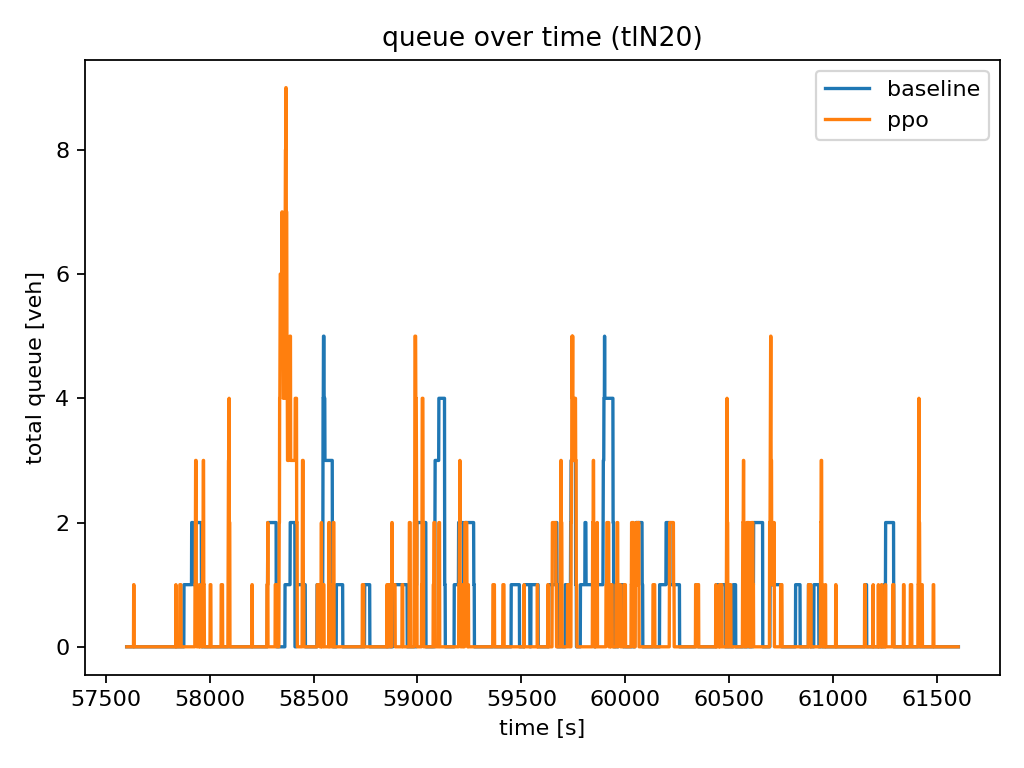 queue over time (tlN20)
baseline
ppo
total queue [veh]
8
6
4
2
0
57500 58000 58500 59000 59500 60000 60500 61000 61500
time [s]